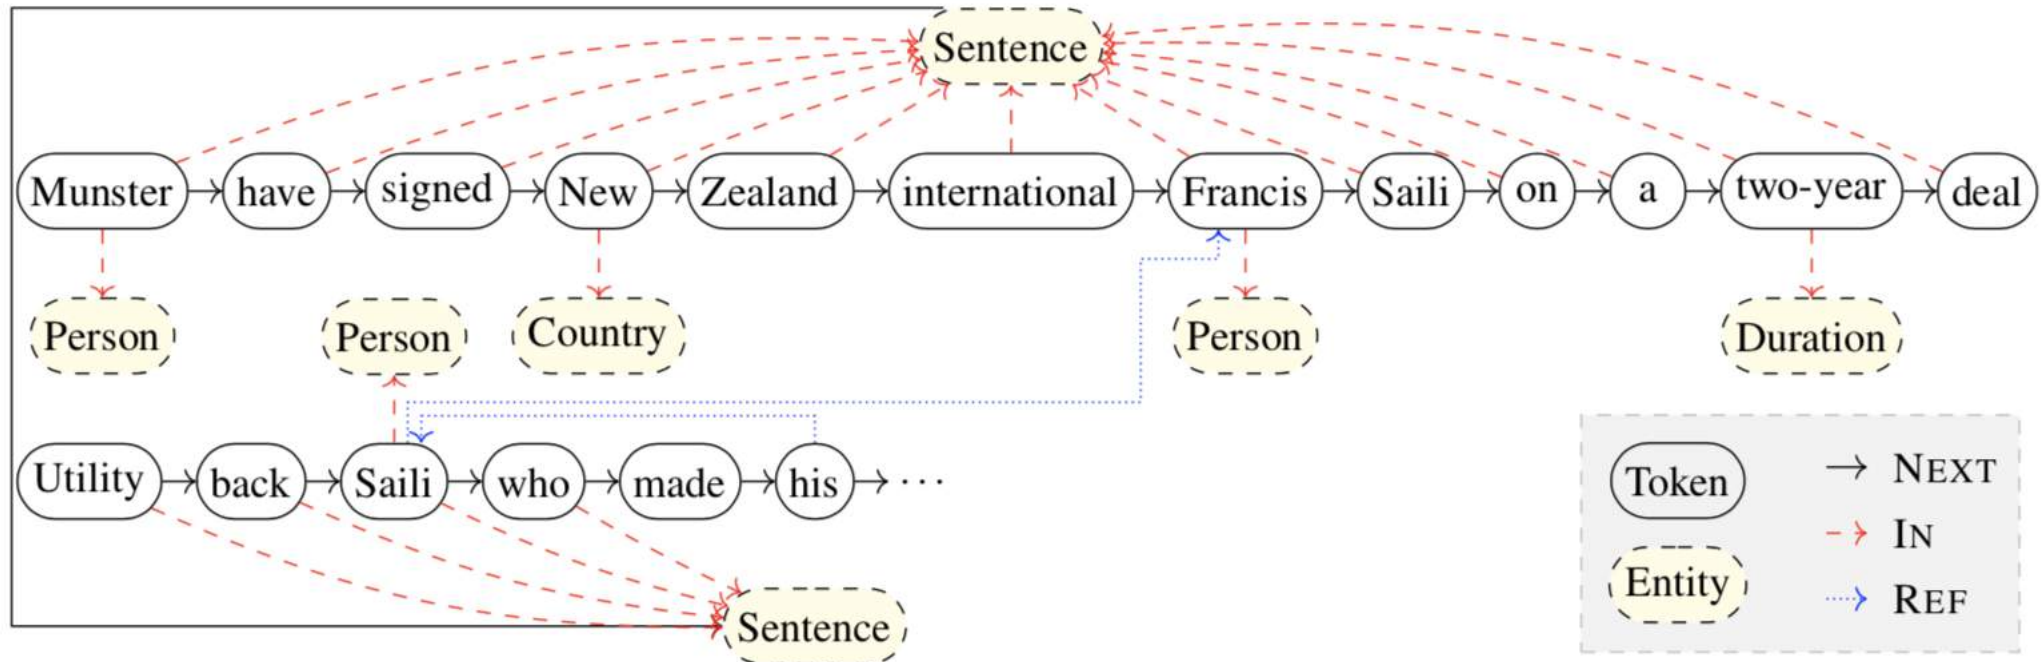 Sentence
Munster have signed New Zealand international Francis Saili on a two-year deal
Person Person Country Person Duration
Utility back Saili who made his ···
Token NEXT
IN
Entity
REF
Sentence